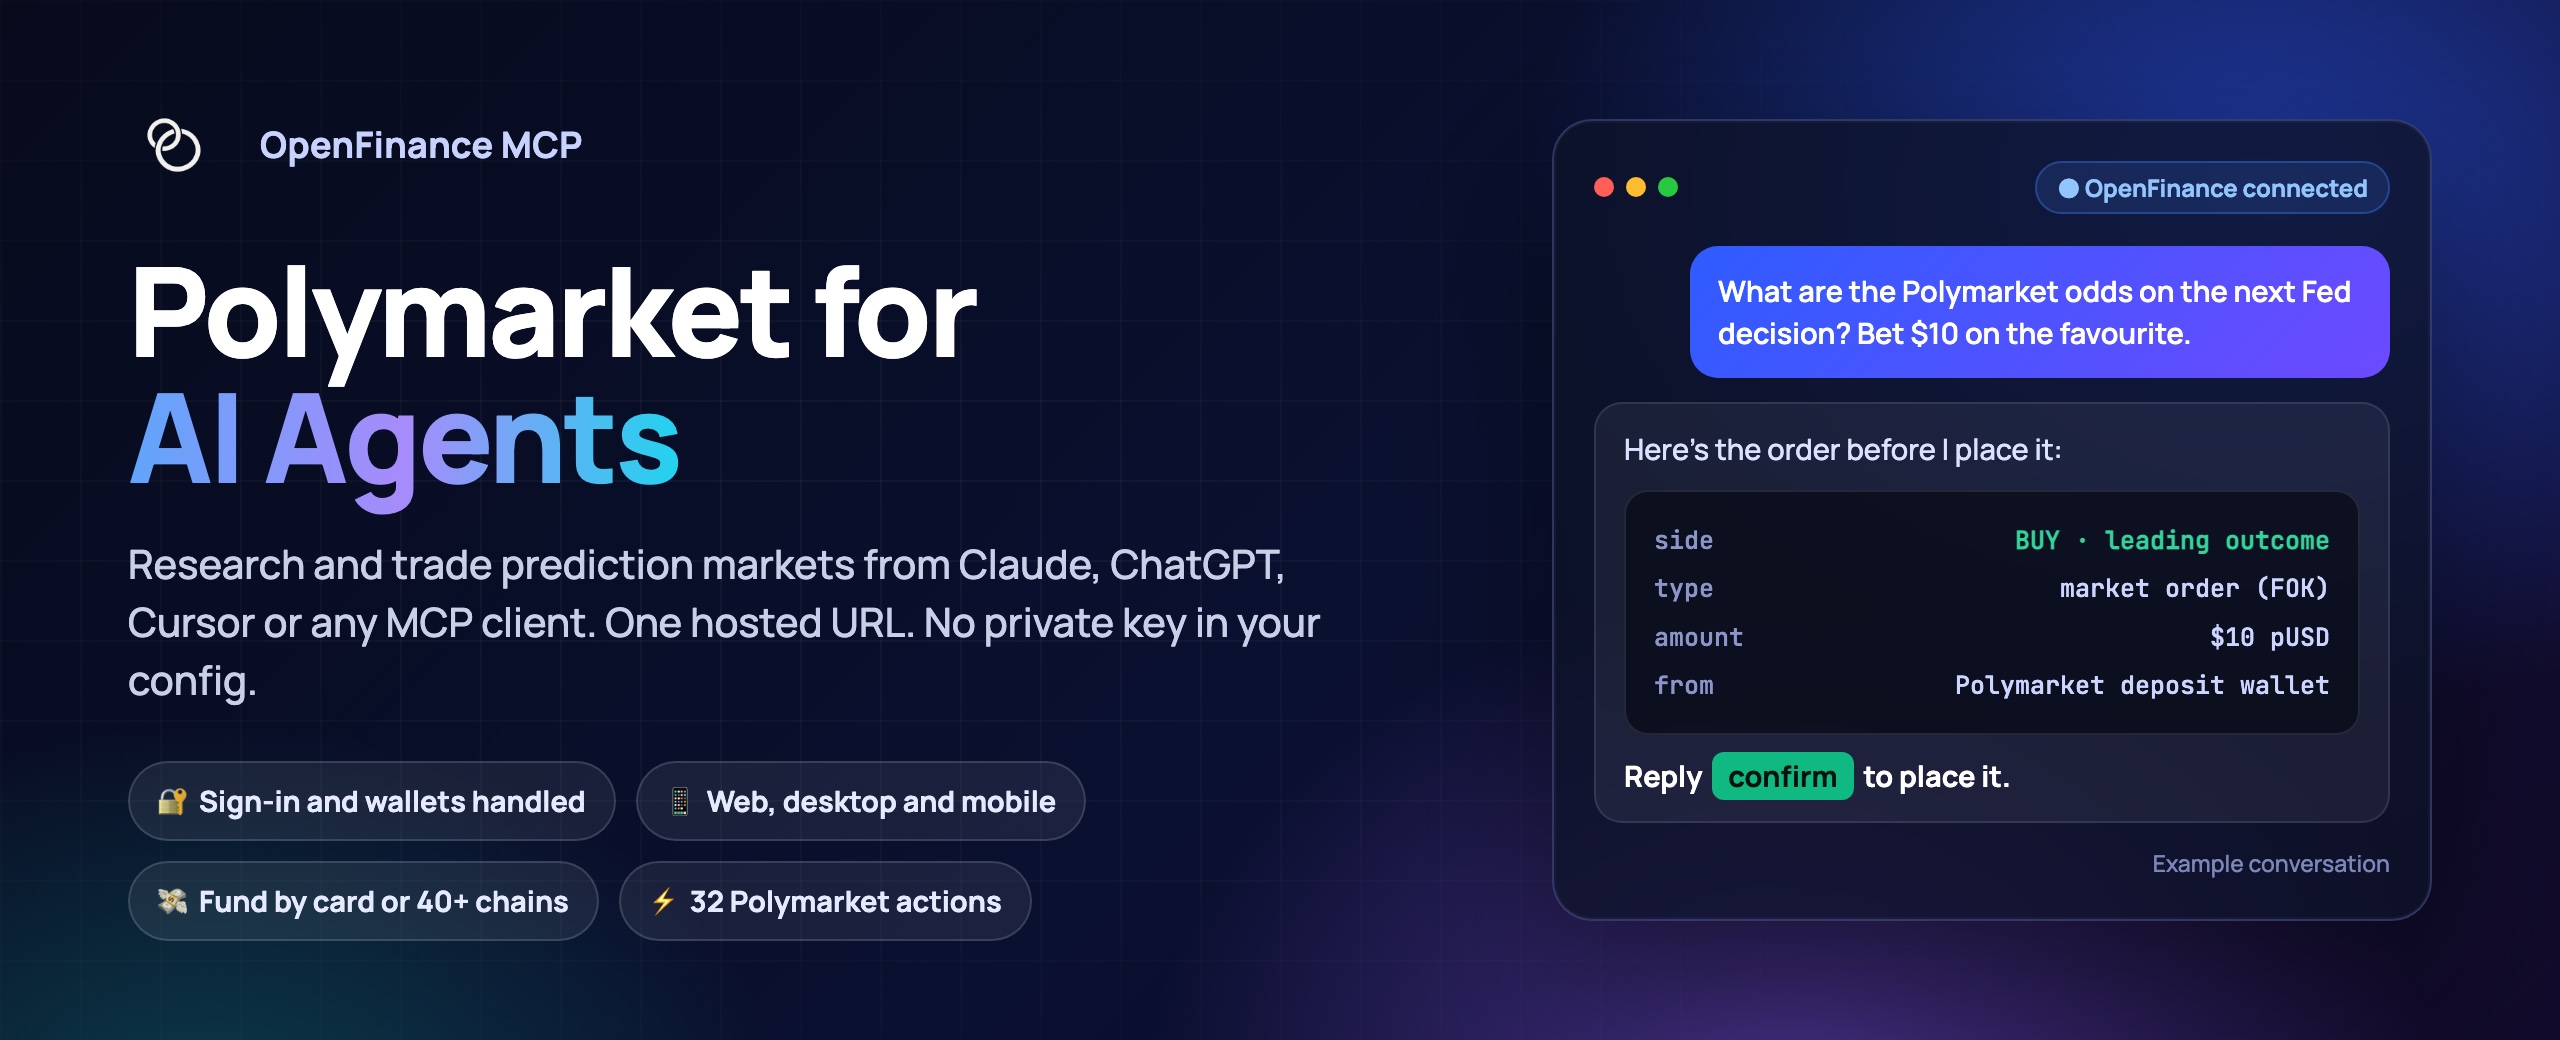 OpenFinance MCP
Polymarket for
AI Agents
Research and trade prediction markets from Claude, ChatGPT,
Cursor or any MCP client. One hosted URL. No private key in your
config.
Sign-in and wallets handled
Web, desktop and mobile
Fund by card or 40+ chains
32 Polymarket actions
OpenFinance connected
What are the Polymarket odds on the next Fed
decision? Bet $10 on the favourite.
Here’s the order before I place it:
side BUY · leading outcome
type market order (FOK)
amount $10 pUSD
from Polymarket deposit wallet
Reply confirm to place it.
Example conversation